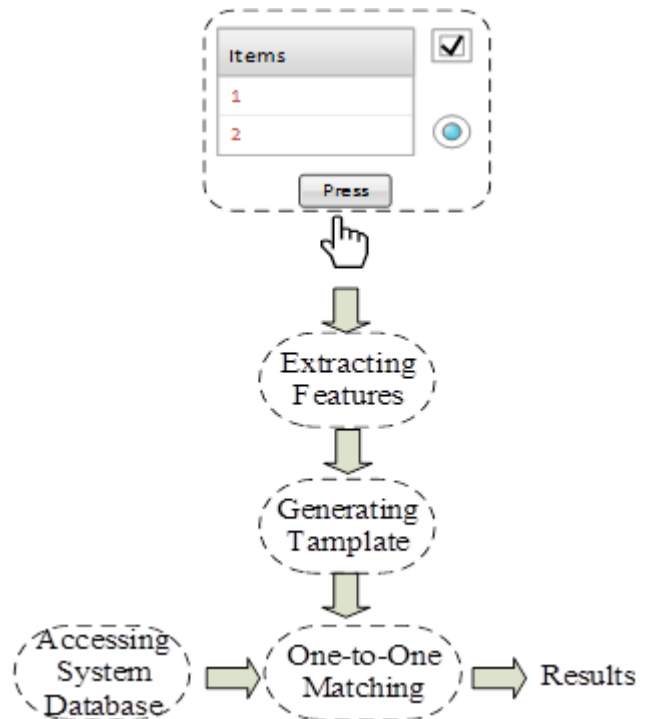 Items
1
2
Press
Extracting
Features
Generating
Tamplate
Accessing
System
Database
One-to-One
Matching
Results